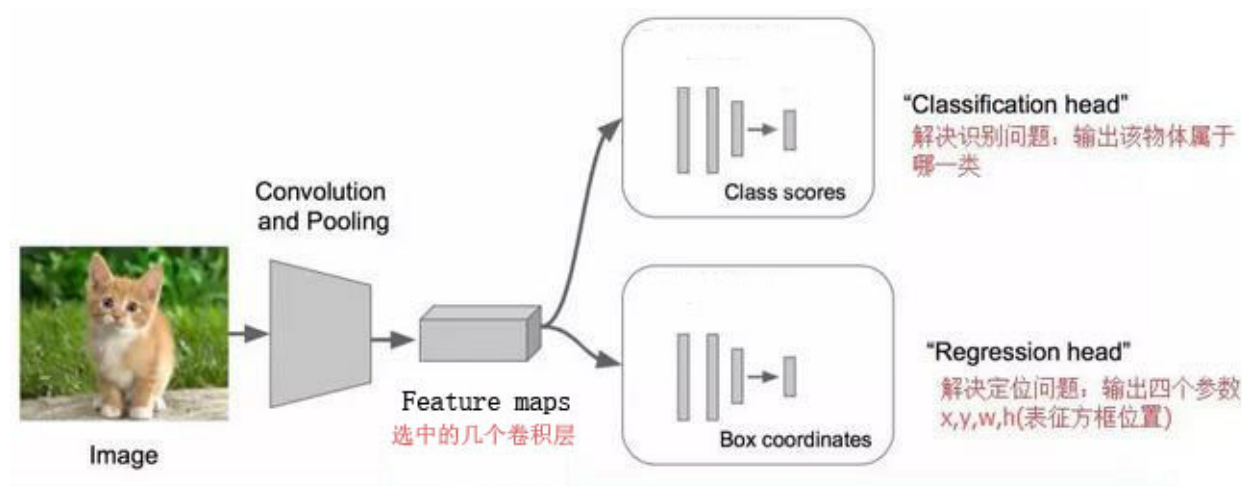 Image
Convolution
and Pooling
Feature maps
选中的几个卷积层
Class scores
“Classification head”
解决识别问题：输出该物体属于
哪一类
Box coordinates
“Regression head”
解决定位问题：输出四个参数
x,y,w,h(表征方框位置)